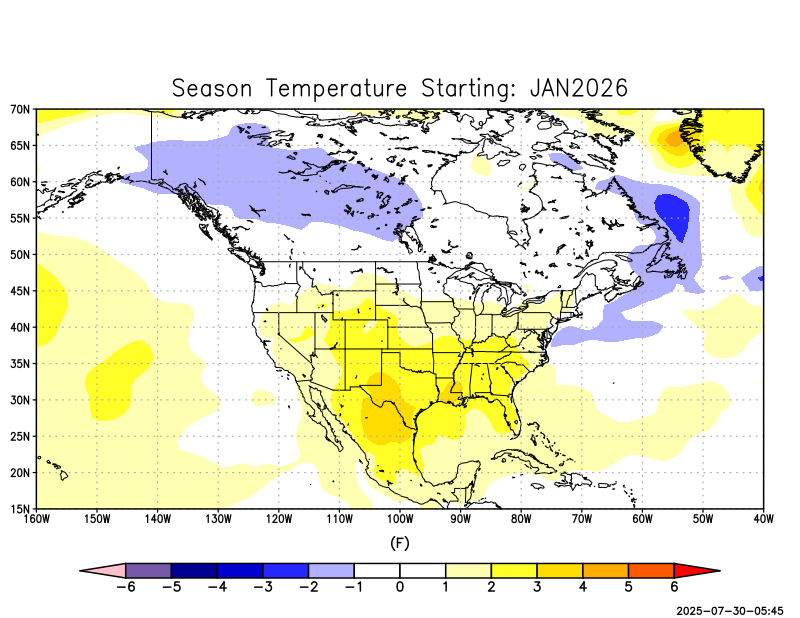 Season Temperature Starting: JAN2026
70N
65N
60N
55N
50N
45N
40N
35N
30N
25N
20N
15N
160W 150W 140W 130W 120W 110W 100W 90W 80W 70W 60W 50W 40W
(F)
−6 −5 −4 −3 −2 −1 0 1 2 3 4 5 6
2025−07−30−05:45